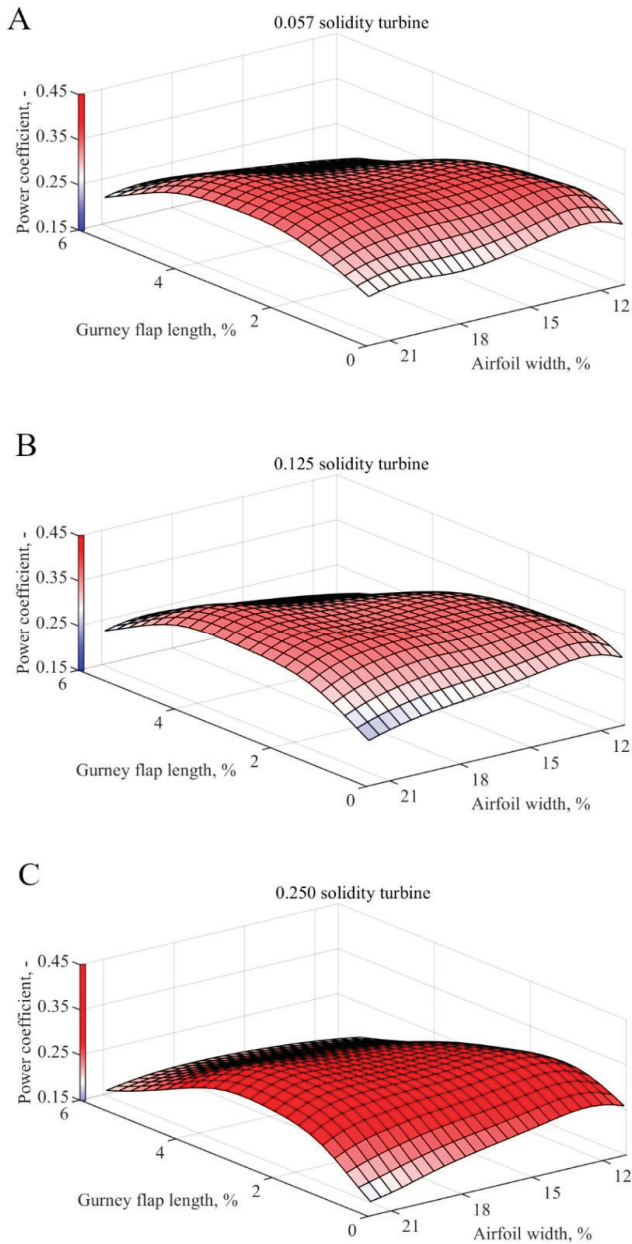 A
0.057 solidity turbine
0.45
0.35
0.25
0.15
Power coefficient, -
6
4
2
0
Gurney flap length, %
21
18
15
12
Airfoil width, %
B
0.125 solidity turbine
0.45
0.35
0.25
0.15
Power coefficient, -
6
4
2
0
Gurney flap length, %
21
18
15
12
Airfoil width, %
C
0.250 solidity turbine
0.45
0.35
0.25
0.15
Power coefficient, -
6
4
2
0
Gurney flap length, %
21
18
15
12
Airfoil width, %